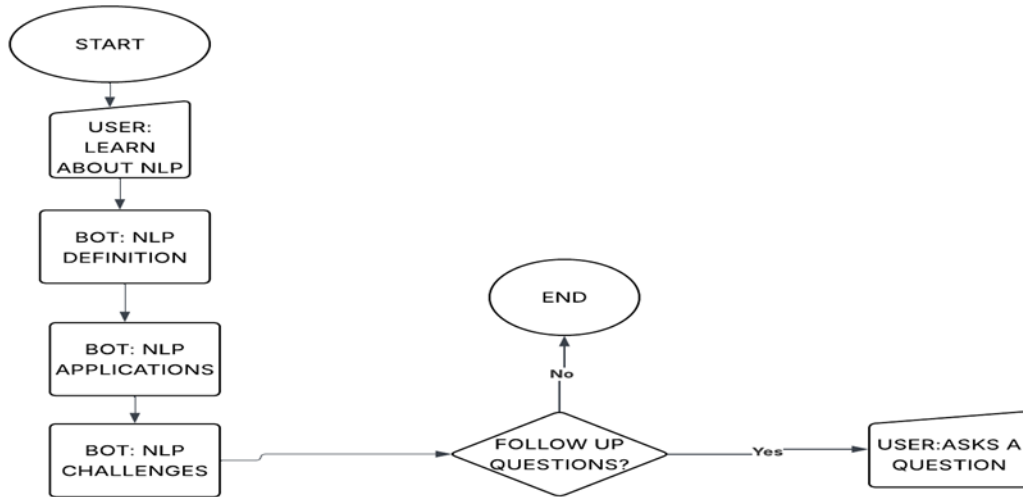 START
USER:
LEARN
ABOUT NLP
BOT: NLP
DEFINITION
BOT: NLP
APPLICATIONS
BOT: NLP
CHALLENGES
END
No
FOLLOW UP
QUESTIONS?
Yes
USER:ASKS A
QUESTION